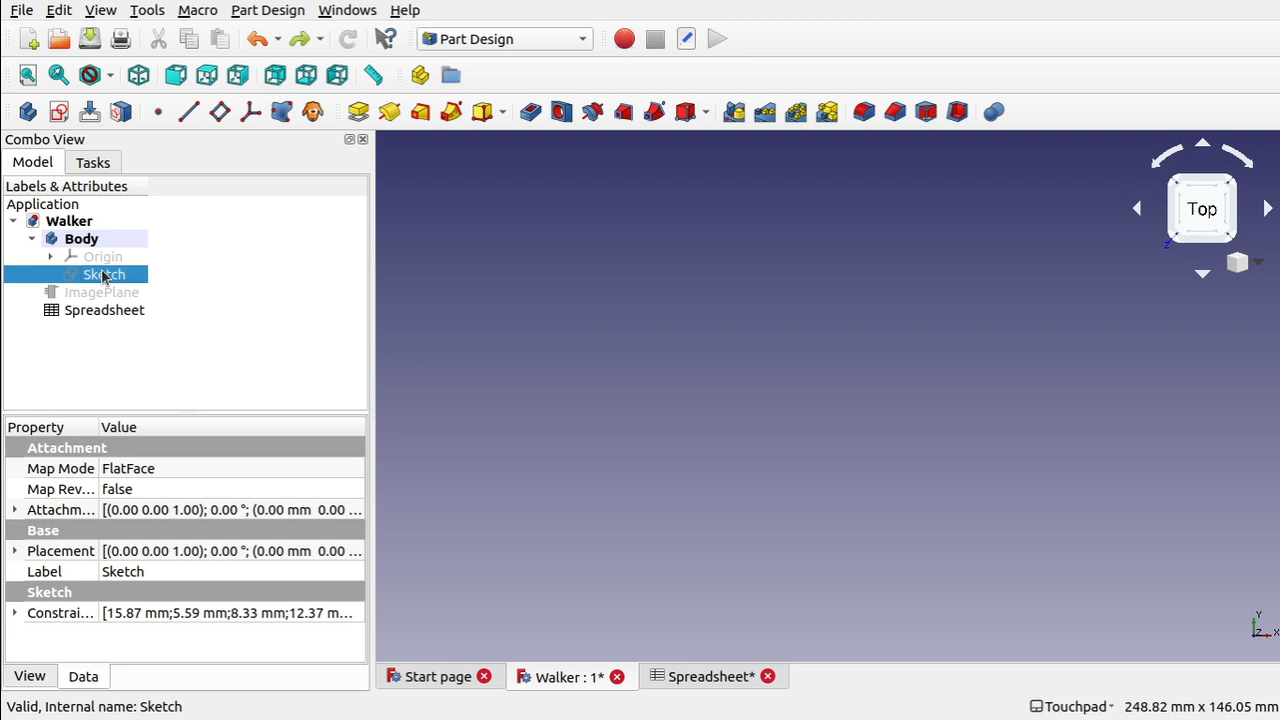 File Edit View Tools Macro Part Design Windows Help
Part Design
Combo View
Model Tasks
Labels & Attributes
Application
Walker
Body
Origin
Sketch
ImagePlane
Spreadsheet
Top
Property Value
Attachment
Map Mode FlatFace
Map Rev... false
Attachm... [(0.00 0.00 1.00); 0.00 °; (0.00 mm 0.00 ...
Base
Placement [(0.00 0.00 1.00); 0.00 °; (0.00 mm 0.00 ...
Label Sketch
Sketch
Constrai... [15.87 mm;5.59 mm;8.33 mm;12.37 m...
View Data
Start page Walker : 1* Spreadsheet*
Valid, Internal name: Sketch
Touchpad 248.82 mm x 146.05 mm
Z
Y
Z
X